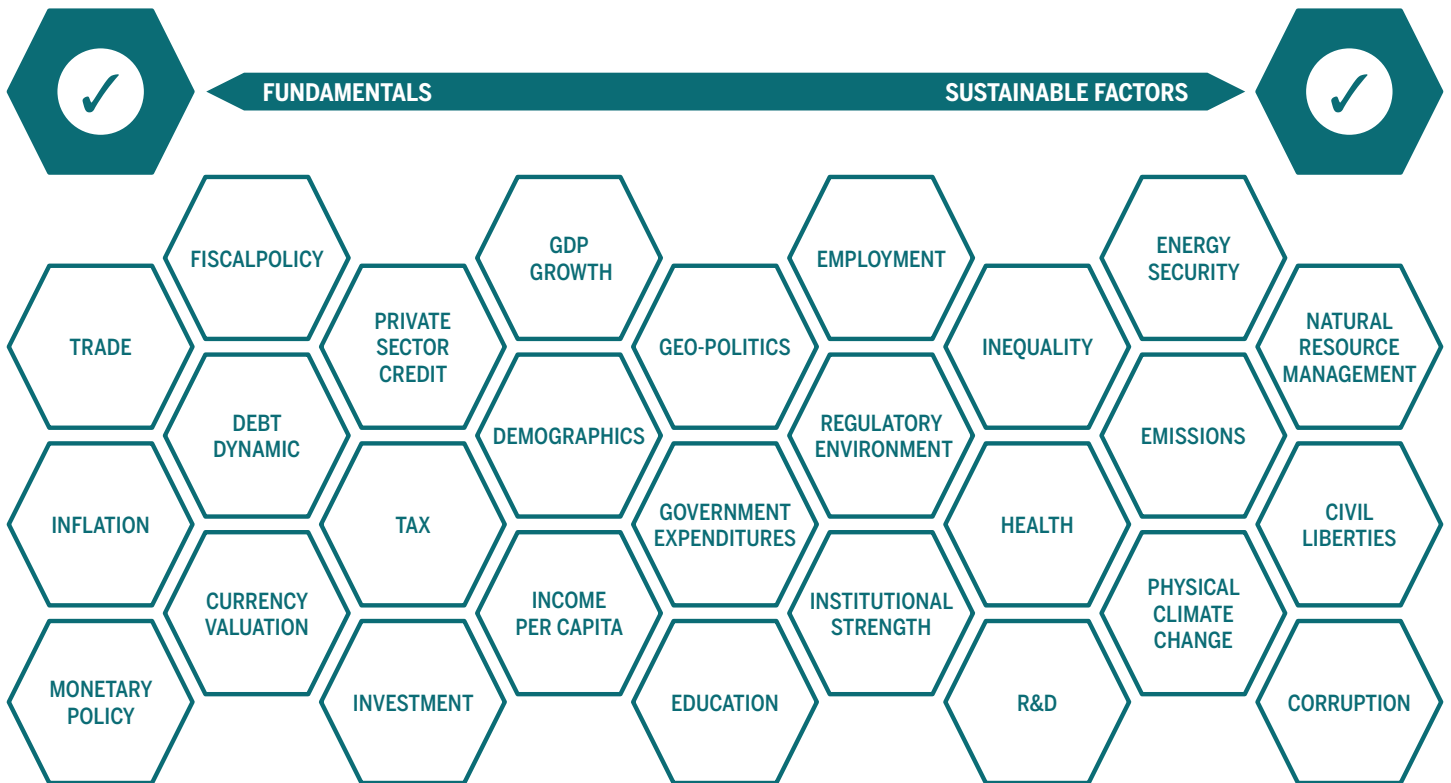 FUNDAMENTALS
SUSTAINABLE FACTORS
FISCALPOLICY
GDP
GROWTH
EMPLOYMENT
ENERGY
SECURITY
TRADE
PRIVATE
SECTOR
CREDIT
GEO-POLITICS
INEQUALITY
NATURAL
RESOURCE
MANAGEMENT
DEBT
DYNAMIC
DEMOGRAPHICS
REGULATORY
ENVIRONMENT
EMISSIONS
INFLATION
TAX
GOVERNMENT
EXPENDITURES
HEALTH
CIVIL
LIBERTIES
CURRENCY
VALUATION
INCOME
PER CAPITA
INSTITUTIONAL
STRENGTH
PHYSICAL
CLIMATE
CHANGE
MONETARY
POLICY
INVESTMENT
EDUCATION
R&D
CORRUPTION